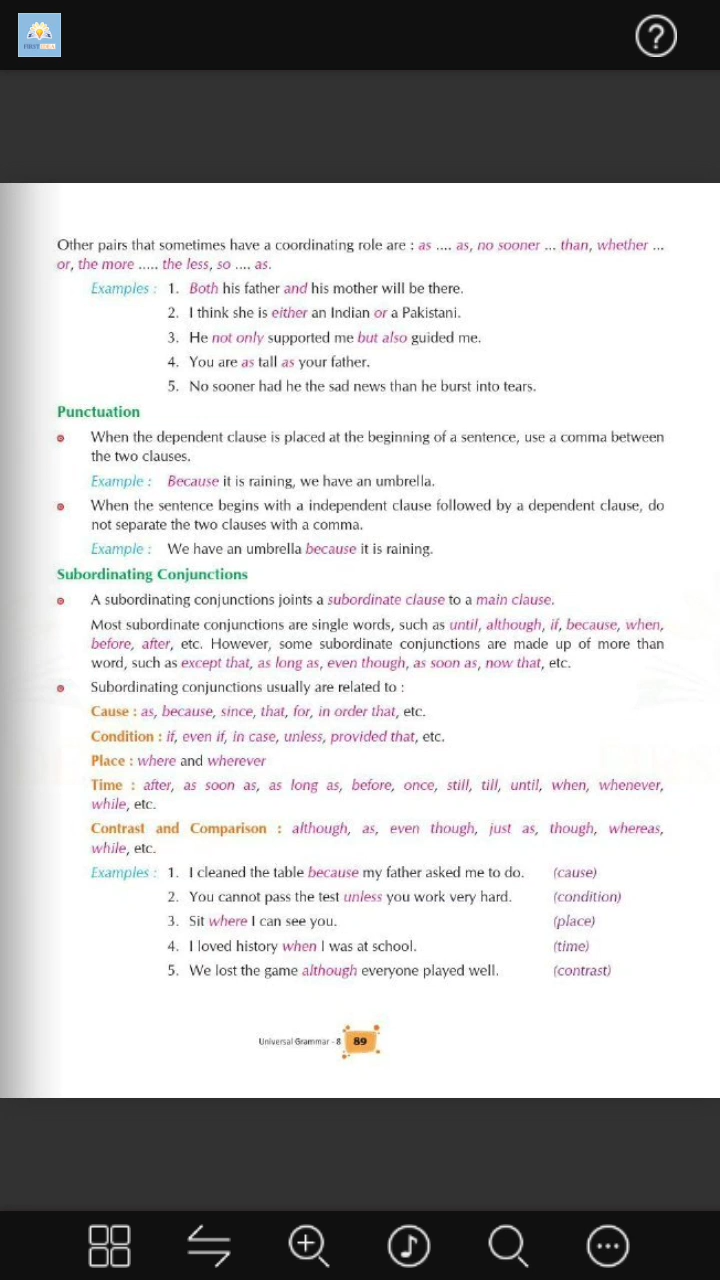 Other pairs that sometimes have a coordinating role are : as .... as, no sooner ... than, whether ...
or, the more ..... the less, so .... as.
Examples : 1. Both his father and his mother will be there.
2. I think she is either an Indian or a Pakistani.
3. He not only supported me but also guided me.
4. You are as tall as your father.
5. No sooner had he the sad news than he burst into tears.
Punctuation
When the dependent clause is placed at the beginning of a sentence, use a comma between
the two clauses.
Example : Because it is raining, we have an umbrella.
When the sentence begins with a independent clause followed by a dependent clause, do
not separate the two clauses with a comma.
Example : We have an umbrella because it is raining.
Subordinating Conjunctions
A subordinating conjunctions joints a subordinate clause to a main clause.
Most subordinate conjunctions are single words, such as until, although, if, because, when,
before, after, etc. However, some subordinate conjunctions are made up of more than
word, such as except that, as long as, even though, as soon as, now that, etc.
Subordinating conjunctions usually are related to :
Cause : as, because, since, that, for, in order that, etc.
Condition : if, even if, in case, unless, provided that, etc.
Place : where and wherever
Time : after, as soon as, as long as, before, once, still, till, until, when, whenever,
while, etc.
Contrast and Comparison : although, as, even though, just as, though, whereas,
while, etc.
Examples : 1. I cleaned the table because my father asked me to do. (cause)
2. You cannot pass the test unless you work very hard. (condition)
3. Sit where I can see you. (place)
4. I loved history when I was at school. (time)
5. We lost the game although everyone played well. (contrast)
Universal Grammar - 8 89